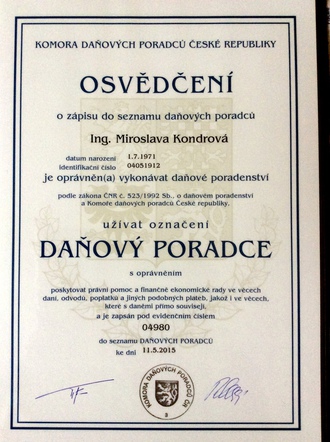 KOMORA DAŇOVÝCH PORADCŮ ČESKÉ REPUBLIKY
OSVĚDČENÍ
o zápisu do seznamu daňových poradců
Ing. Miroslava Kondrová
datum narození 1.7.1971
identifikační číslo 04051912
je oprávněn(a) vykonávat daňové poradenství
podle zákona ČNR č. 523/1992 Sb., o daňovém poradenství
a Komoře daňových poradců České republiky,
užívat označení
DAŇOVÝ PORADCE
s oprávněním
poskytovat právní pomoc a finančně ekonomické rady ve věcech
daní, odvodů, poplatků a jiných podobných plateb, jakož i ve věcech,
které s daněmi přímo souvisejí,
a je zapsán pod evidenčním číslem
04980
do seznamu DAŇOVÝCH PORADCŮ
ke dni 11.5.2015
KOMORA DAŇOVÝCH PORADCŮ ČR
3